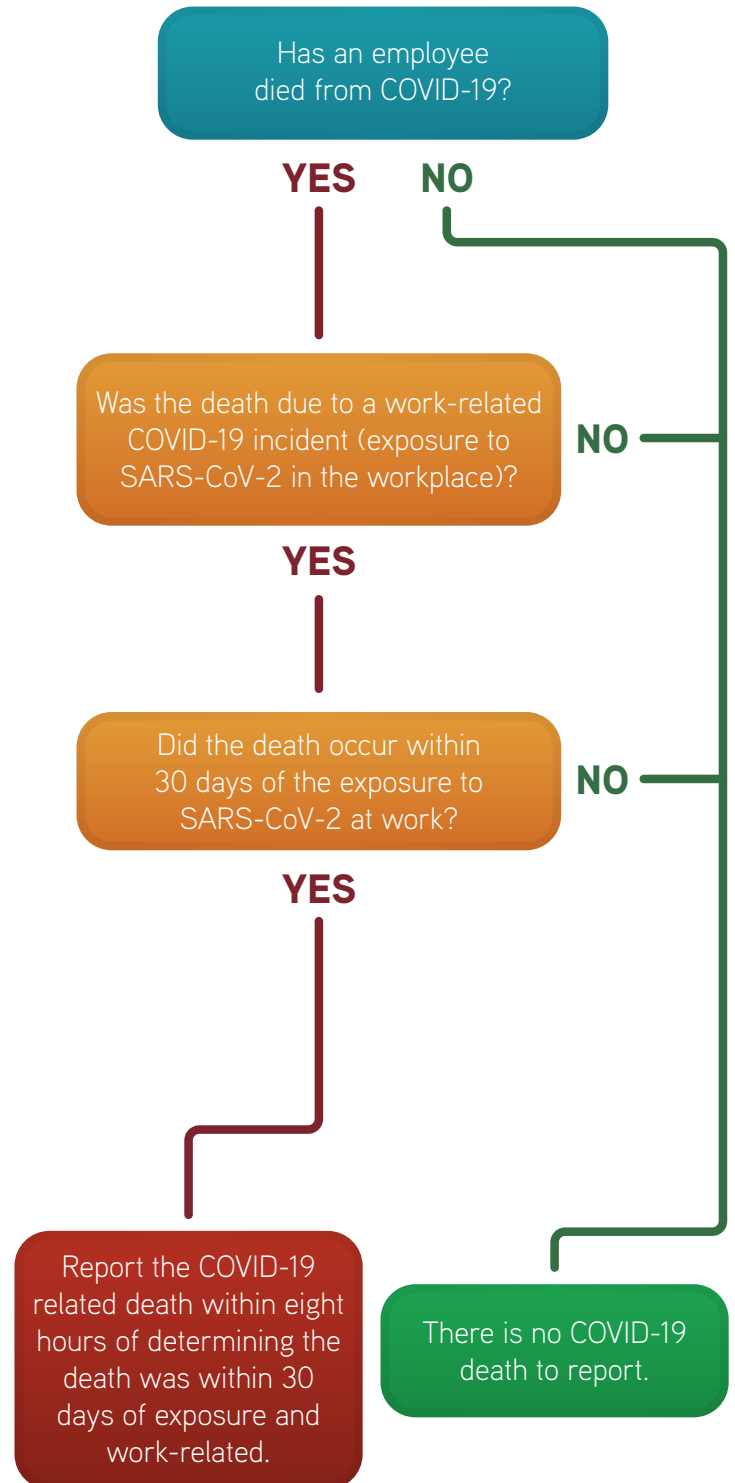 Has an employee
died from COVID-19?
YES
NO
Was the death due to a work-related
COVID-19 incident (exposure to
SARS-CoV-2 in the workplace)?
NO
YES
Did the death occur within
30 days of the exposure to
SARS-CoV-2 at work?
NO
YES
Report the COVID-19
related death within eight
hours of determining the
death was within 30
days of exposure and
work-related.
There is no COVID-19
death to report.